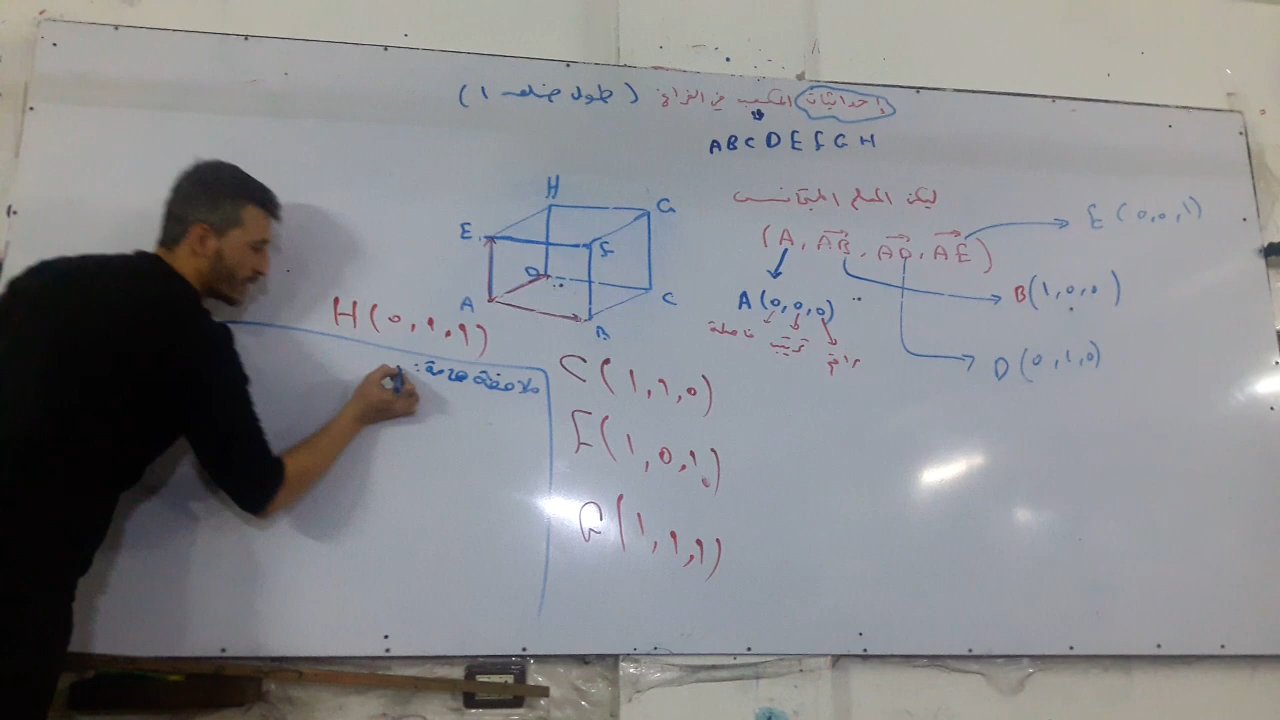 إحداثيات المكعب في الفراغ (طول ضلعه 1)
A B C D E F G H
ليكن المعلم المتجانس
(A, AB, AD, AE)
E (0,0,1)
B(1,0,0)
D (0,1,0)
A(0,0,0)
فاصلة ترتيب راقم
H
G
E
F
D
C
A
B
H(0,1,1)
C(1,1,0)
F(1,0,1)
G(1,1,1)
ملاحظة هامة: